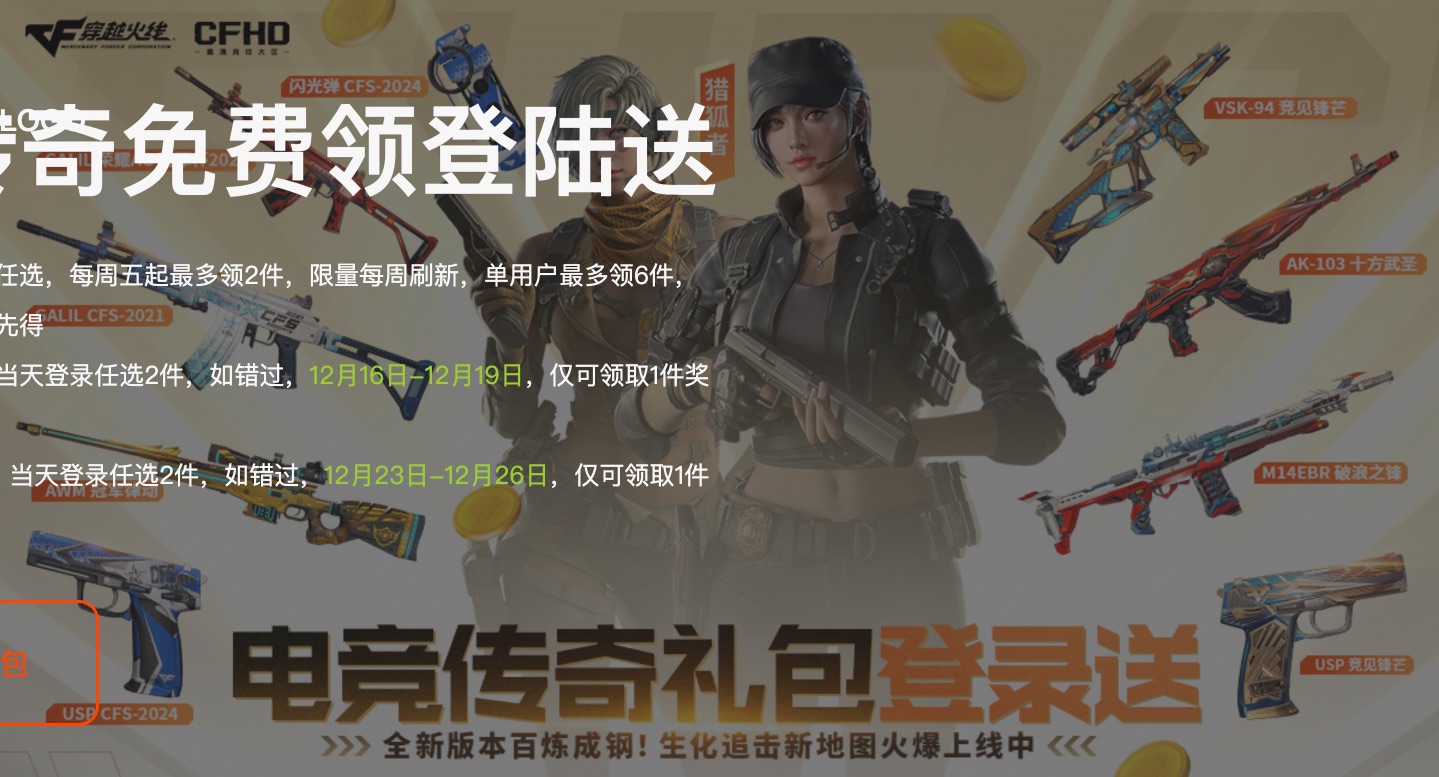 穿越火线 CFHD
MERCENARY FORCES CORPORATION
闪光弹 CFS-2024
猎狐者
VSK-94 竞见锋芒
奇免费领登陆送
AK-103 十方武圣
任选，每周五起最多领2件，限量每周刷新，单用户最多领6件，
GALIL CFS-2021
先得
当天登录任选2件，如错过，12月16日-12月19日，仅可领取1件奖
当天登录任选2件，如错过，12月23日-12月26日，仅可领取1件
M14EBR 破浪之锋
AWM 冠军律动
包
USP 竞见锋芒
USP CFS-2024
电竞传奇礼包登录送
>>> 全新版本百炼成钢！生化追击新地图火爆上线中 <<<